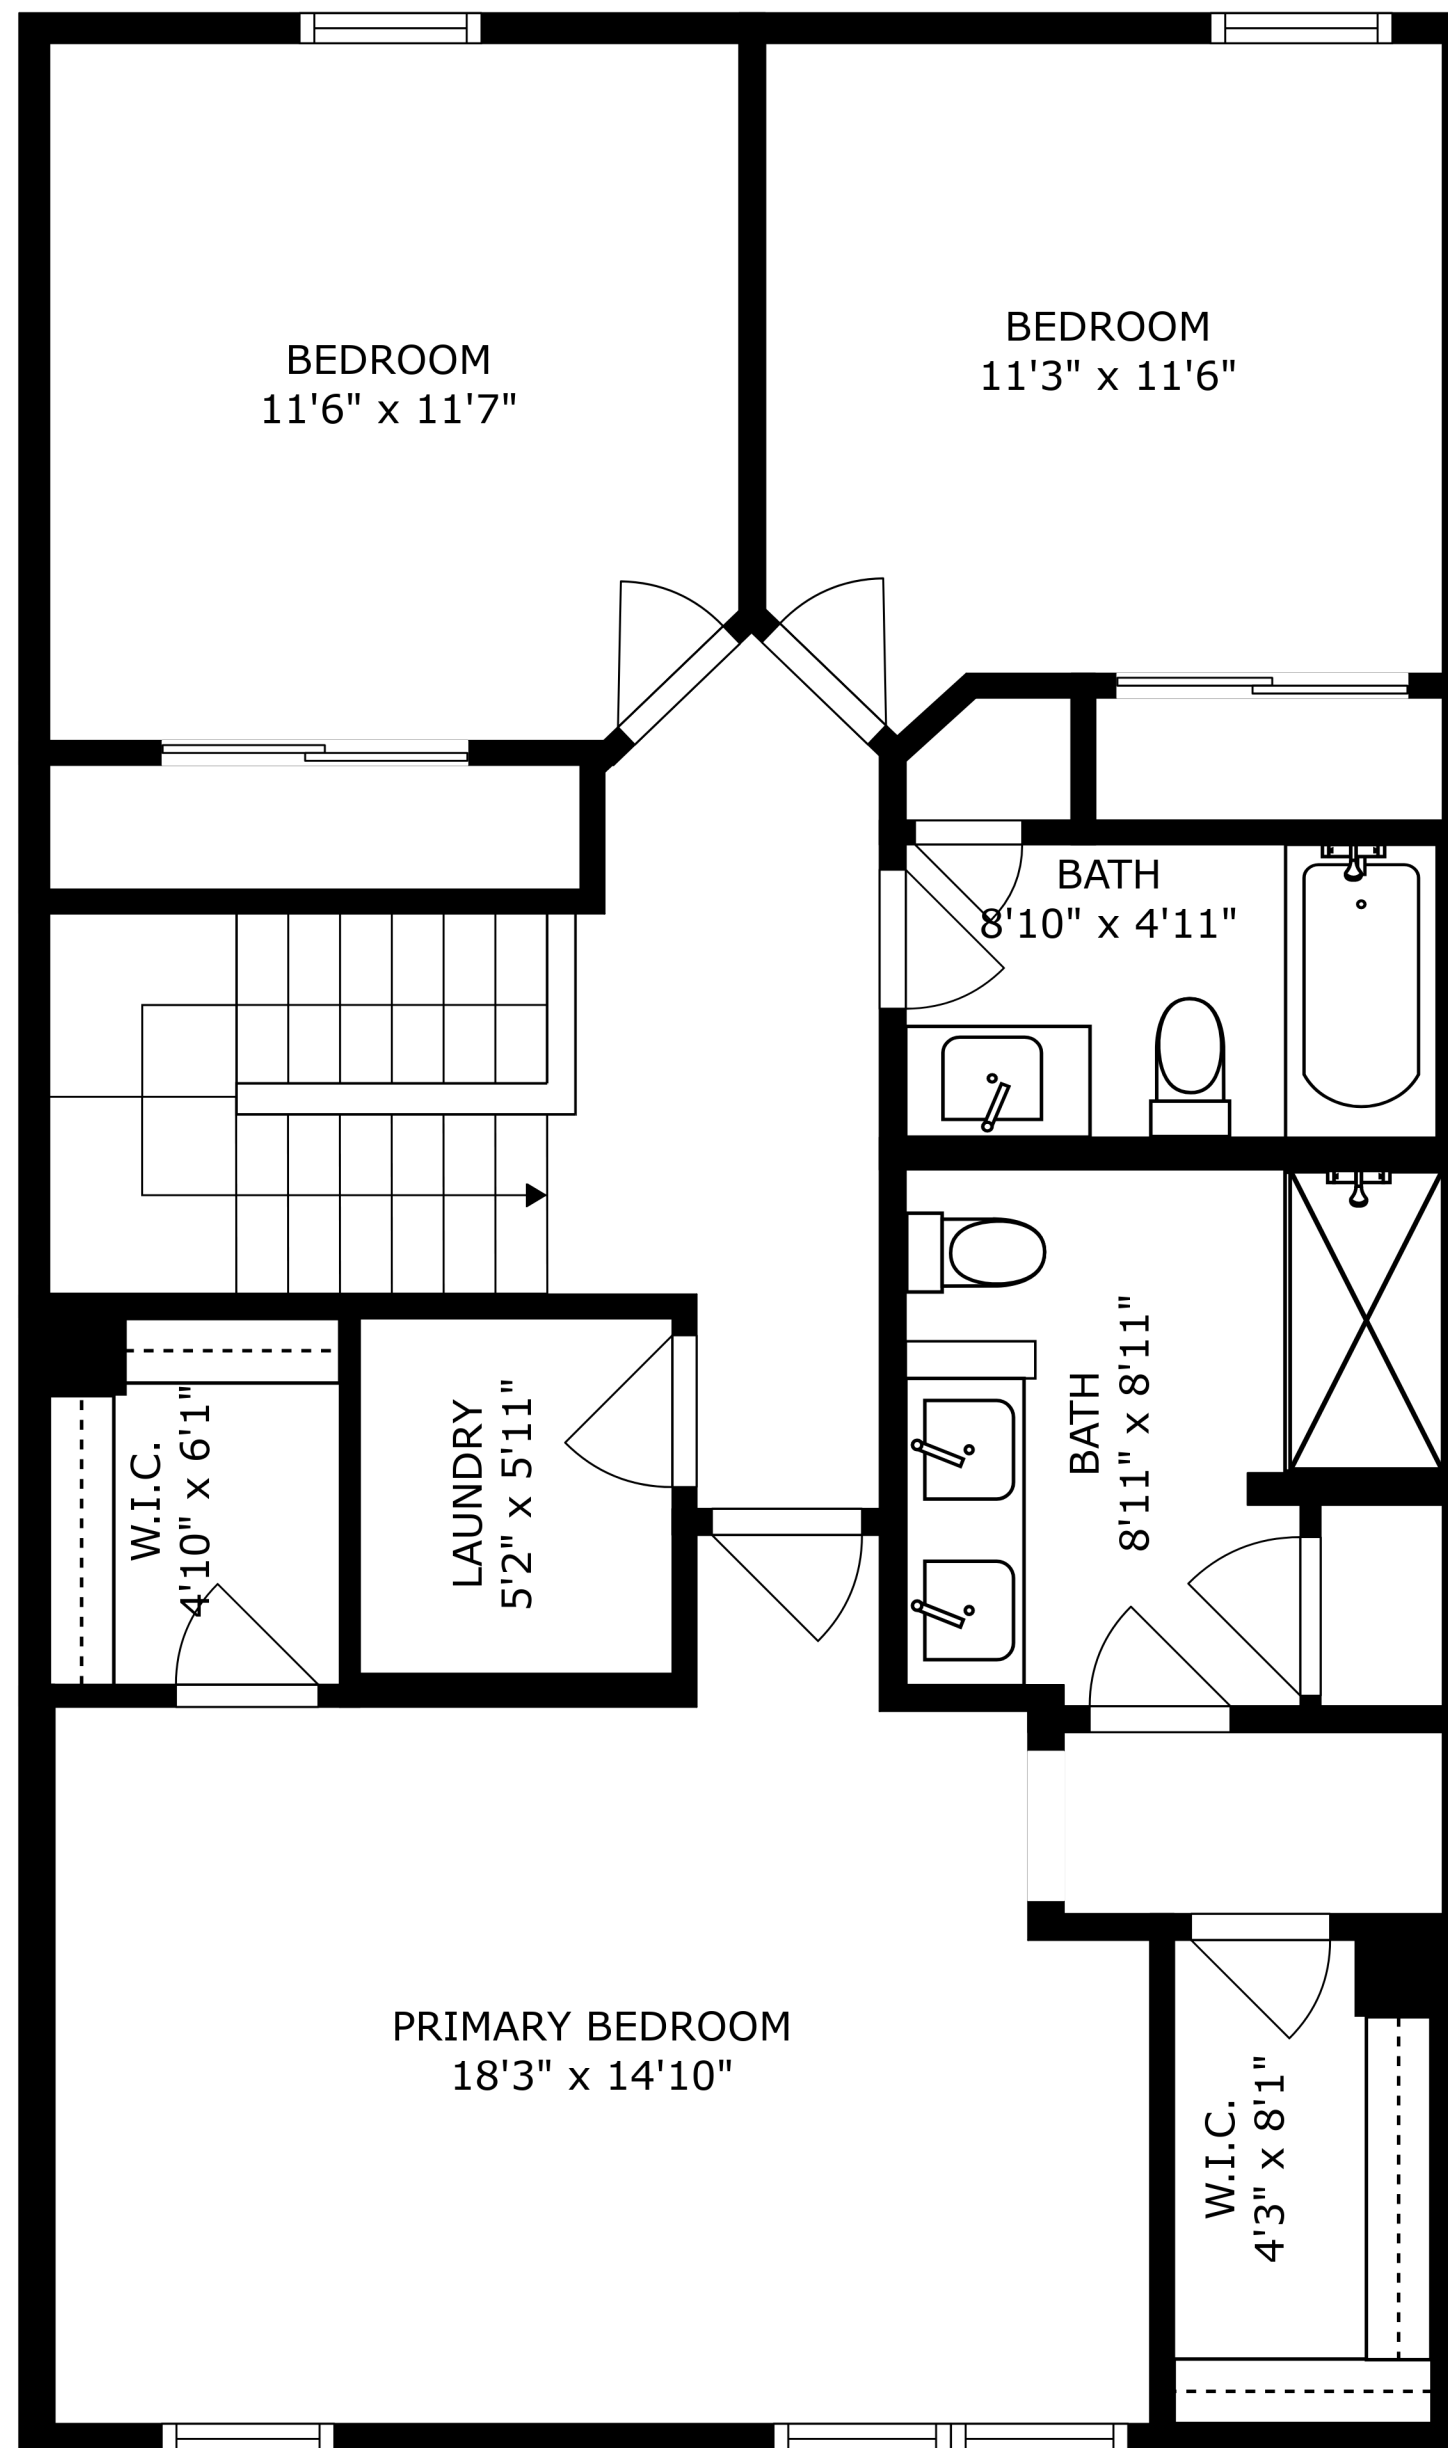 BEDROOM
11'6" x 11'7"
BEDROOM
11'3" x 11'6"
BATH
8'10" x 4'11"
BATH
8'11" x 8'11"
W.I.C.
4'10" x 6'1"
LAUNDRY
5'2" x 5'11"
PRIMARY BEDROOM
18'3" x 14'10"
W.I.C.
4'3" x 8'1"